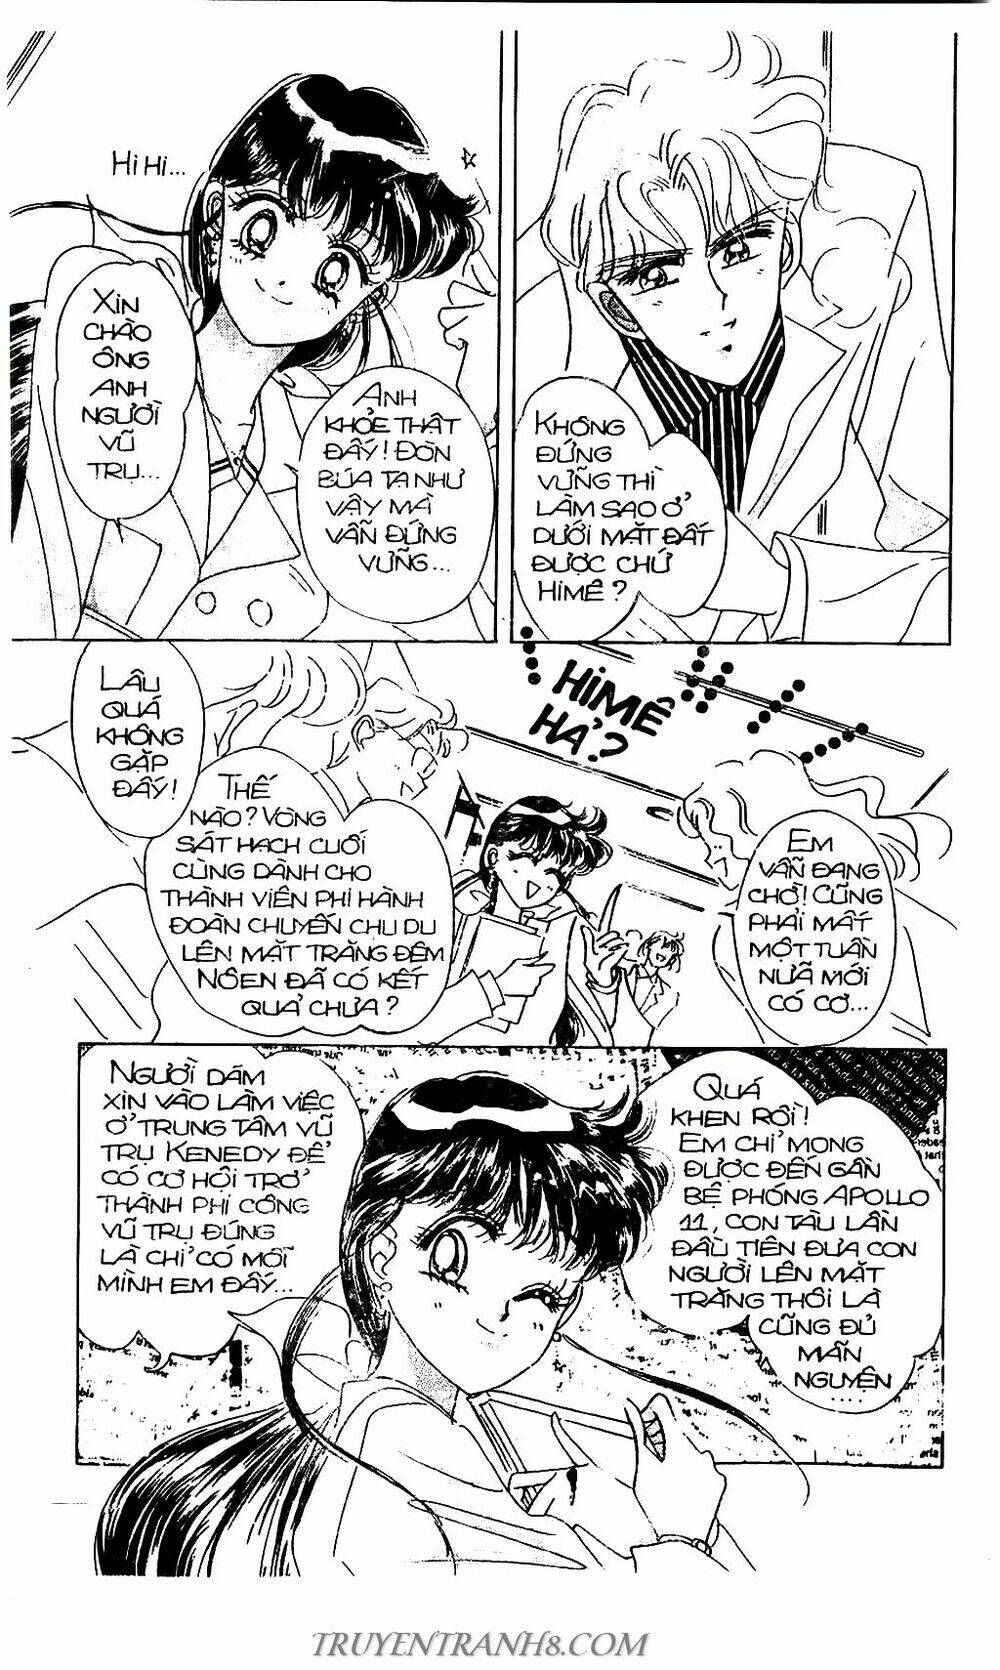 Hi Hi...
XIN
CHÀO
ÔNG
ANH
NGƯƠÌ
VŨ
TRỤ...
ANH
KHỎE THẬT
ĐẤY! ĐÒN
BÚA TA NHƯ
VẬY MÀ
VẪN ĐỨNG
VỮNG...
KHÔNG
ĐỨNG
VỮNG THÌ
LÀM SAO Ở
DƯỚI MẶT ĐẤT
ĐƯỢC CHỨ
HIMÊ?
HIMÊ
HẢ?
LÂU
QUÁ
KHÔNG
GẶP
ĐẤY!
THẾ
NÀO? VÒNG
SÁT HẠCH CUỐI
CÙNG DÀNH CHO
THÀNH VIÊN PHI HÀNH
ĐOÀN CHUYẾN CHU DU
LÊN MẶT TRĂNG ĐÊM
NÔEN ĐÃ CÓ KẾT
QUẢ CHƯA?
EM
VẪN ĐANG
CHỜ! CŨNG
PHẢI MẤT
MỘT TUẦN
NƯÃ MỚI
CÓ CƠ...
NGƯƠÌ DÁM
XIN VÀO LÀM VIỆC
Ở TRUNG TÂM VŨ
TRỤ KENEDY ĐỂ
CÓ CƠ HỘI TRỞ
THÀNH PHI CÔNG
VŨ TRỤ ĐÚNG
LÀ CHỈ CÓ MỖI
MÌNH EM ĐẤY...
QUÁ
KHEN RÔÌ!
EM CHỈ MONG
ĐƯỢC ĐẾN GẦN
BỆ PHÓNG APOLLO
11, CON TÀU LẦN
ĐẦU TIÊN ĐƯA CON
NGƯỜI LÊN MẶT
TRĂNG THÔI LÀ
CŨNG ĐỦ
MÃN
NGUYỆN
TRUYENTRANH8.COM